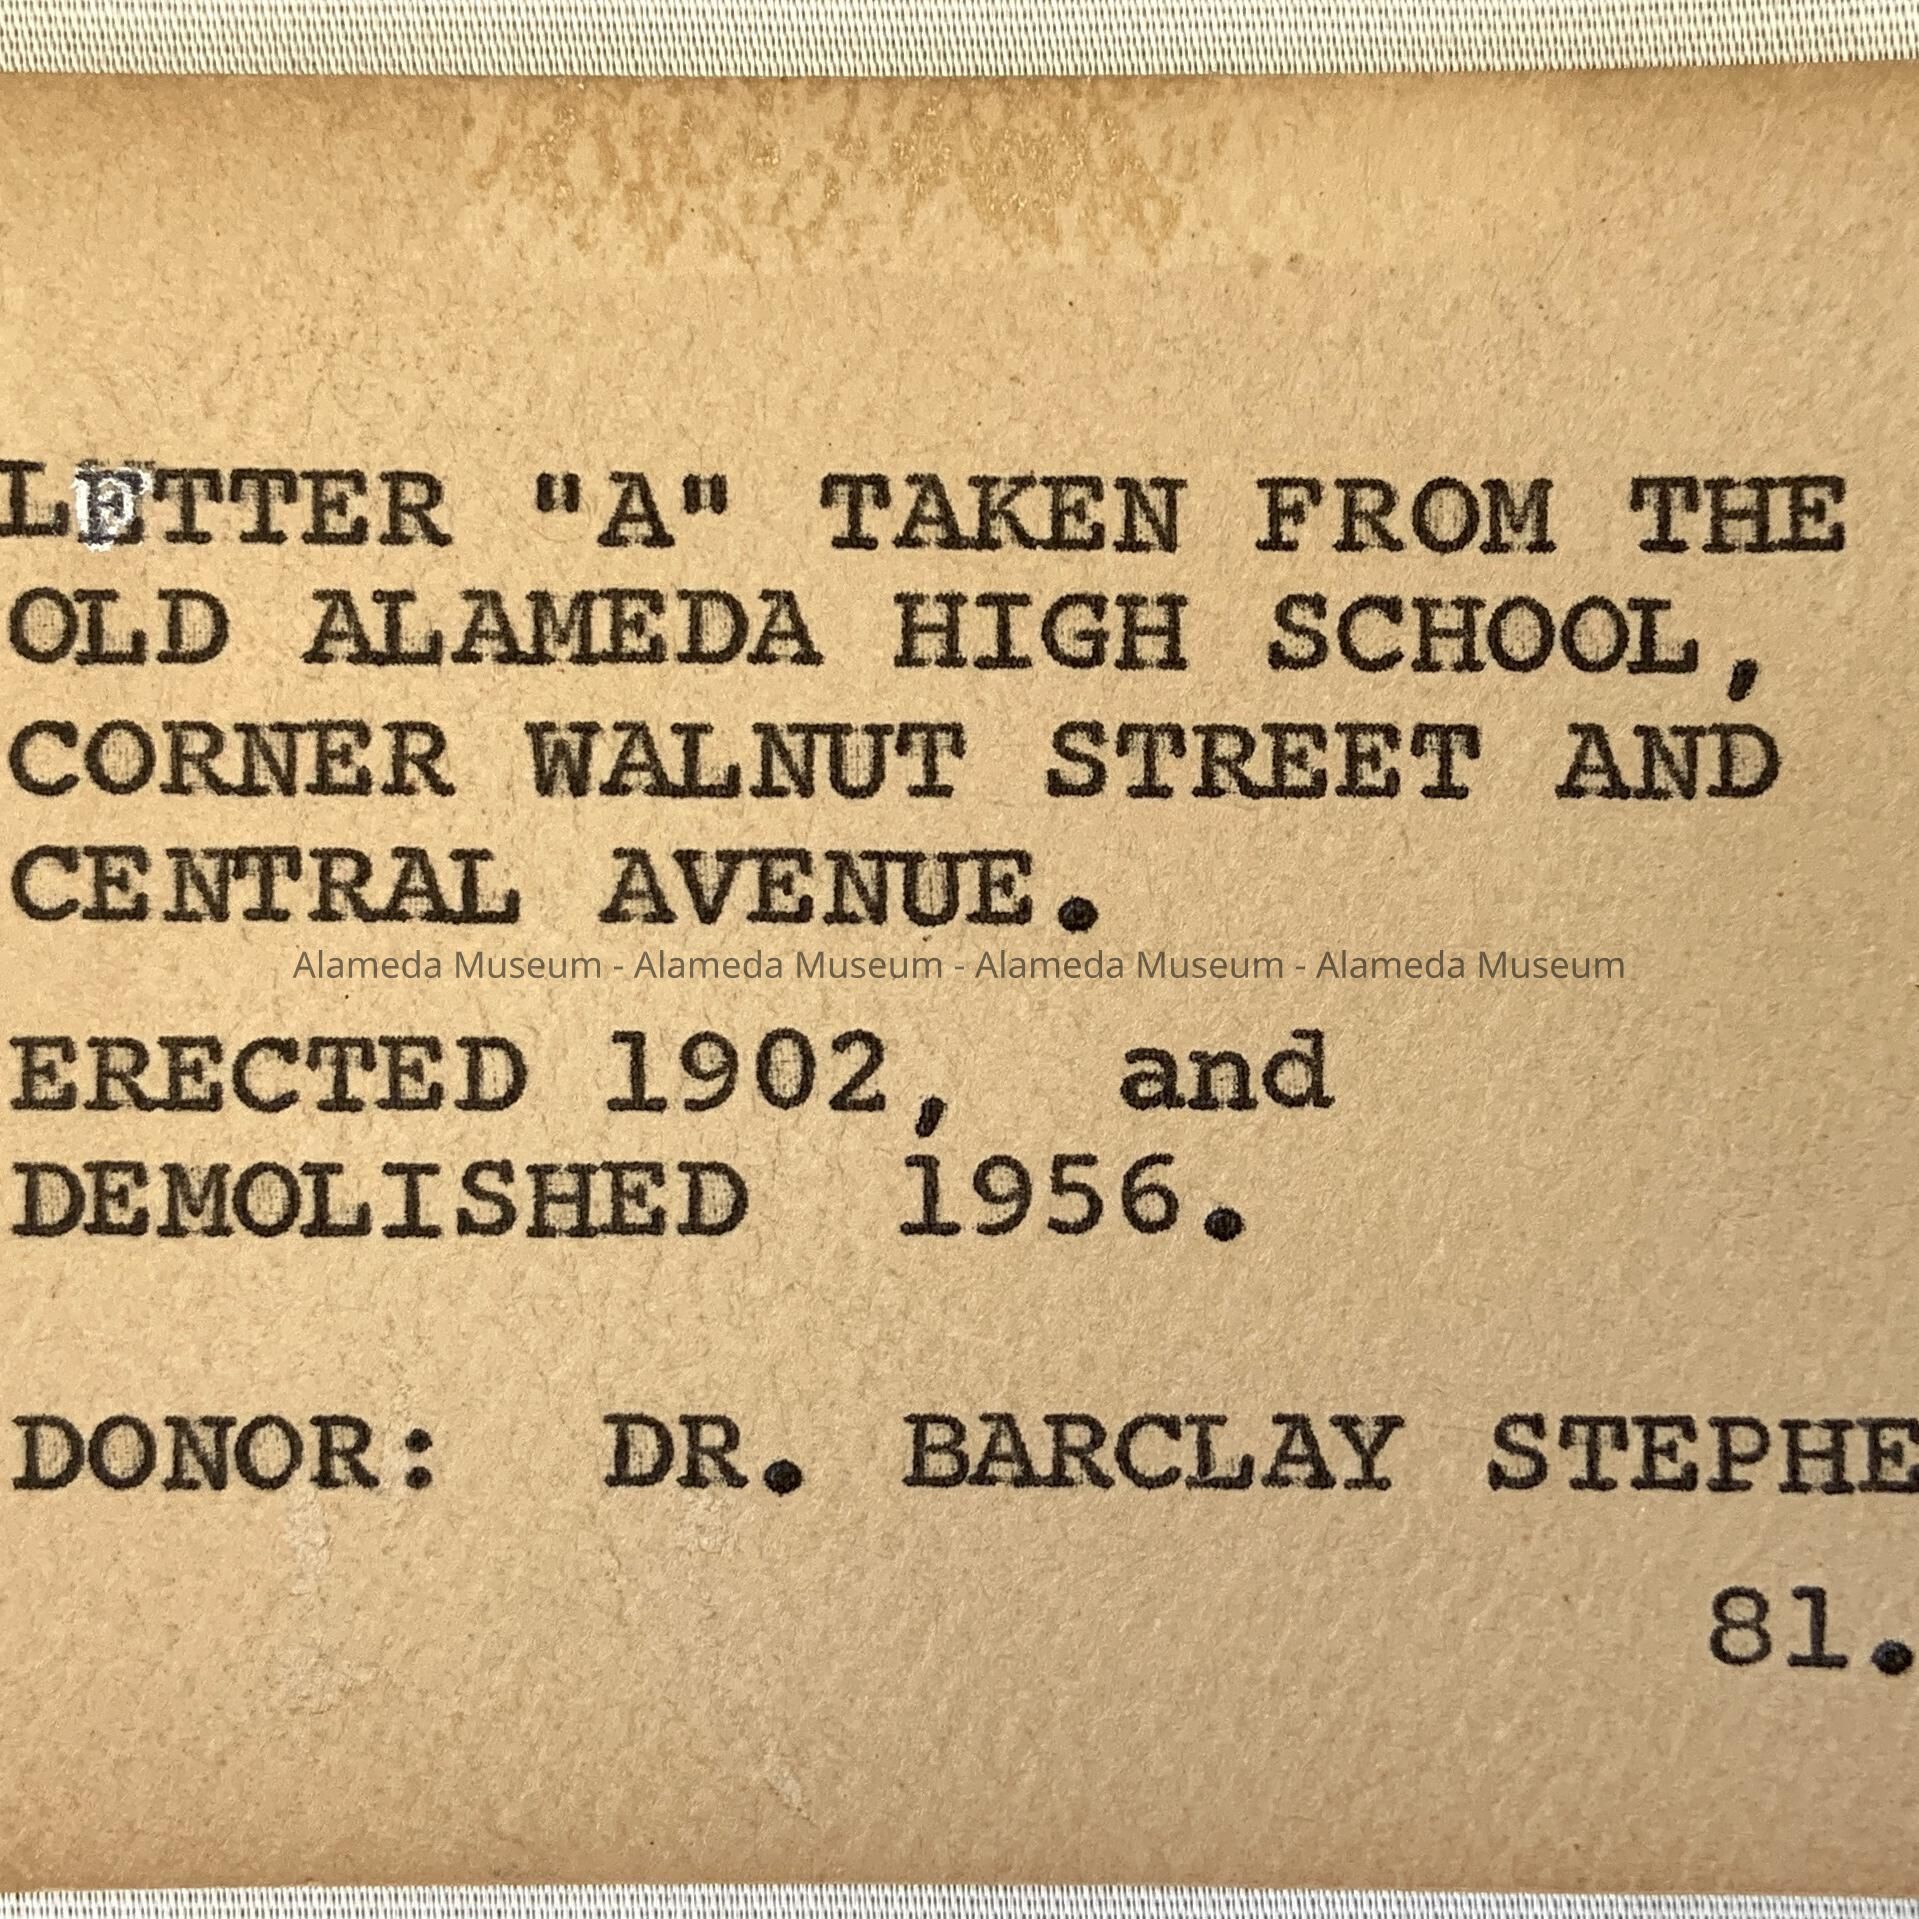 LETTER "A" TAKEN FROM THE
OLD ALAMEDA HIGH SCHOOL,
CORNER WALNUT STREET AND
CENTRAL AVENUE.
Alameda Museum - Alameda Museum - Alameda Museum - Alameda Museum
ERECTED 1902, and
DEMOLISHED 1956.
DONOR: DR. BARCLAY STEPHE
81.